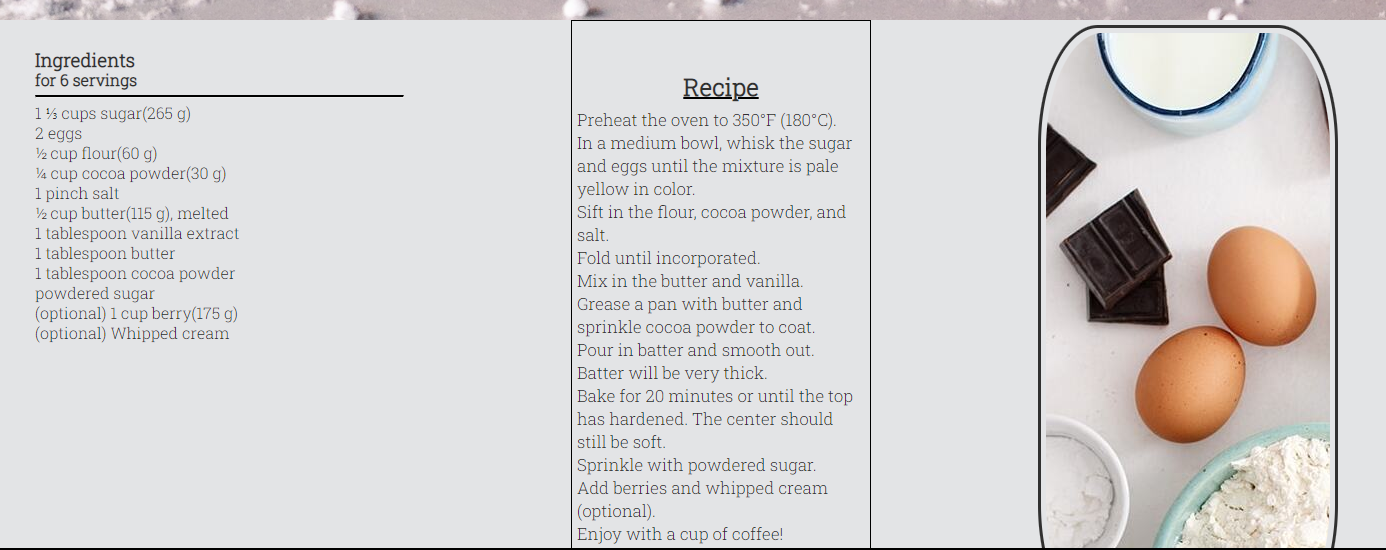 Ingredients
for 6 servings
1 ⅓ cups sugar(265 g)
2 eggs
½ cup flour(60 g)
¼ cup cocoa powder(30 g)
1 pinch salt
½ cup butter(115 g), melted
1 tablespoon vanilla extract
1 tablespoon butter
1 tablespoon cocoa powder
powdered sugar
(optional) 1 cup berry(175 g)
(optional) Whipped cream
Recipe
Preheat the oven to 350°F (180°C).
In a medium bowl, whisk the sugar
and eggs until the mixture is pale
yellow in color.
Sift in the flour, cocoa powder, and
salt.
Fold until incorporated.
Mix in the butter and vanilla.
Grease a pan with butter and
sprinkle cocoa powder to coat.
Pour in batter and smooth out.
Batter will be very thick.
Bake for 20 minutes or until the top
has hardened. The center should
still be soft.
Sprinkle with powdered sugar.
Add berries and whipped cream
(optional).
Enjoy with a cup of coffee!